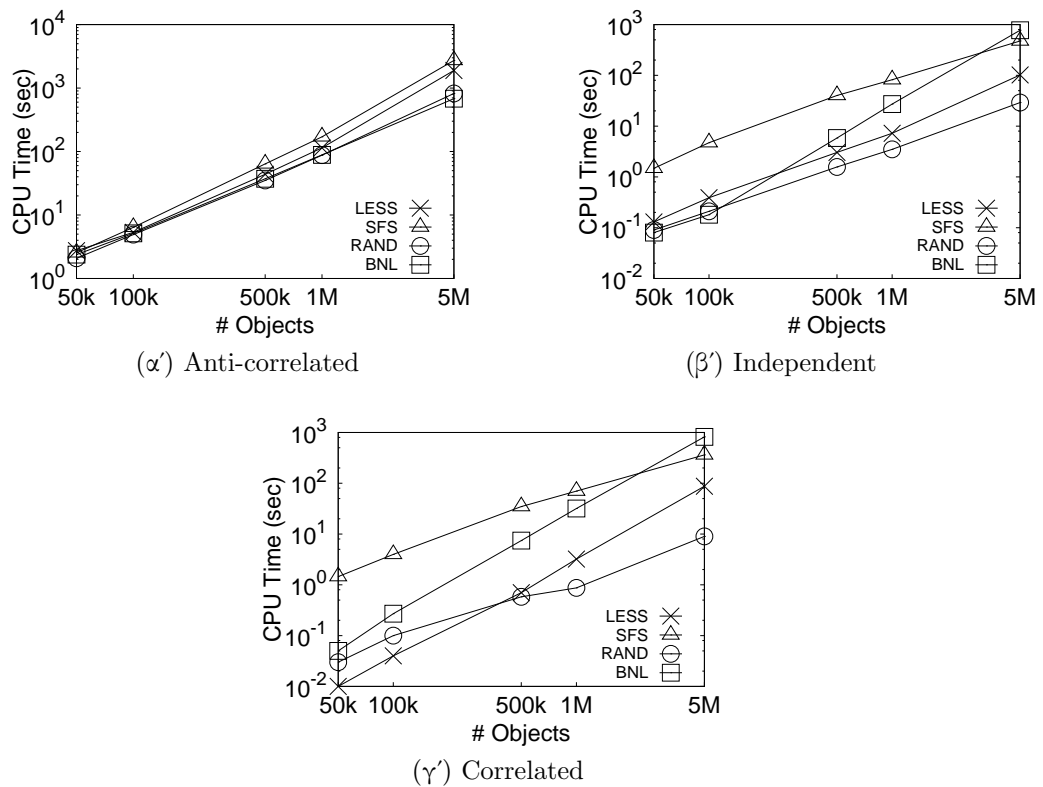 CPU Time (sec)
10^4
10^3
10^2
10^1
10^0
LESS
SFS
RAND
BNL
50k 100k 500k 1M 5M
# Objects
(α′) Anti-correlated
CPU Time (sec)
10^3
10^2
10^1
10^0
10^-1
10^-2
LESS
SFS
RAND
BNL
50k 100k 500k 1M 5M
# Objects
(β′) Independent
CPU Time (sec)
10^3
10^2
10^1
10^0
10^-1
10^-2
LESS
SFS
RAND
BNL
50k 100k 500k 1M 5M
# Objects
(γ′) Correlated